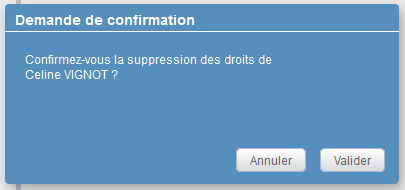 Demande de confirmation
Confirmez-vous la suppression des droits de
Celine VIGNOT ?
Annuler
Valider